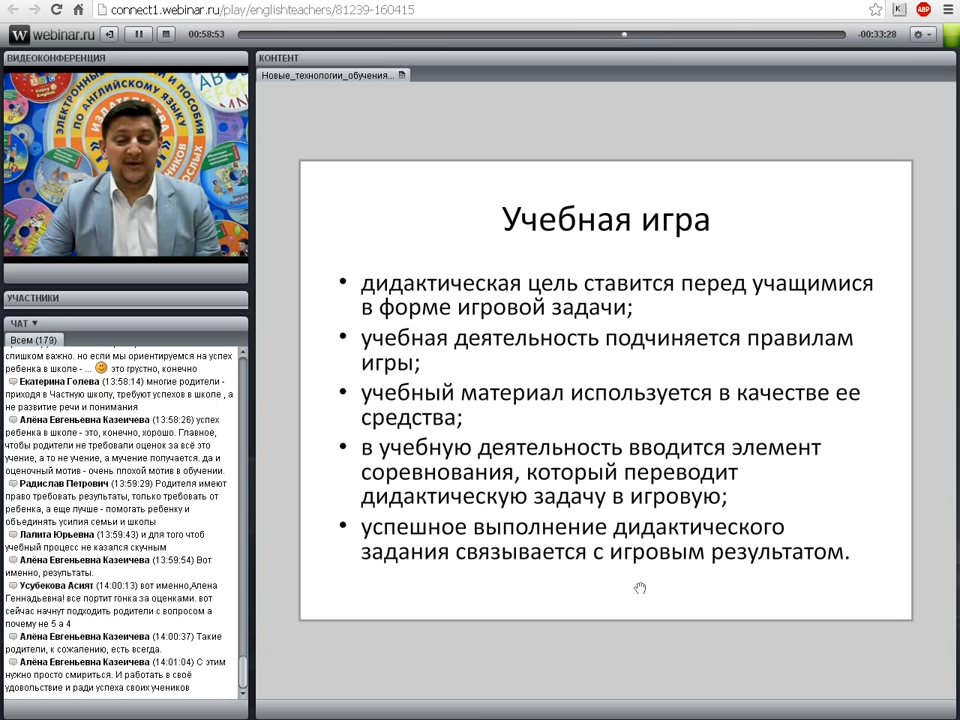 connect1.webinar.ru/play/englishteachers/81239-160415
webinar.ru
00:58:53
-00:33:28
ВИДЕОКОНФЕРЕНЦИЯ
ЭЛЕКТРОННЫЕ
ПО АНГЛИЙСКОМУ ЯЗЫКУ
И ПОСОБИЯ
УЧАСТНИКИ
ЧАТ
Всем (179)
слишком важно. но если мы ориентируемся на успех
ребенка в школе - ... это грустно, конечно
Екатерина Голева (13:58:14) многие родители -
приходя в Частную школу, требуют успехов в школе , а
не развитие речи и понимания
Алёна Евгеньевна Казеичева (13:58:26) успех
ребенка в школе - это, конечно, хорошо. Главное,
чтобы родители не требовали оценок за всё это
учение, а то не учение, а мучение получается. да и
оценочный мотив - очень плохой мотив в обучении.
Радислав Петрович (13:59:29) Родителя имеют
право требовать результаты, только требовать от
ребенка, а еще лучше - помогать ребенку и
объединять усилия семьи и школы
Лалита Юрьевна (13:59:43) и для того чтоб
учебный процесс не казался скучным
Алёна Евгеньевна Казеичева (13:59:54) Вот
именно, результаты.
Усубекова Асият (14:00:13) вот именно,Алена
Геннадьевна! все портит гонка за оценками. вот
сейчас начнут подходить родители с вопросом а
почему не 5 а 4
Алёна Евгеньевна Казеичева (14:00:37) Такие
родители, к сожалению, есть всегда.
Алёна Евгеньевна Казеичева (14:01:04) С этим
нужно просто смириться. И работать в своё
удовольствие и ради успеха своих учеников
КОНТЕНТ
Новые_технологии_обучения...
Учебная игра
• дидактическая цель ставится перед учащимися
в форме игровой задачи;
• учебная деятельность подчиняется правилам
игры;
• учебный материал используется в качестве ее
средства;
• в учебную деятельность вводится элемент
соревнования, который переводит
дидактическую задачу в игровую;
• успешное выполнение дидактического
задания связывается с игровым результатом.